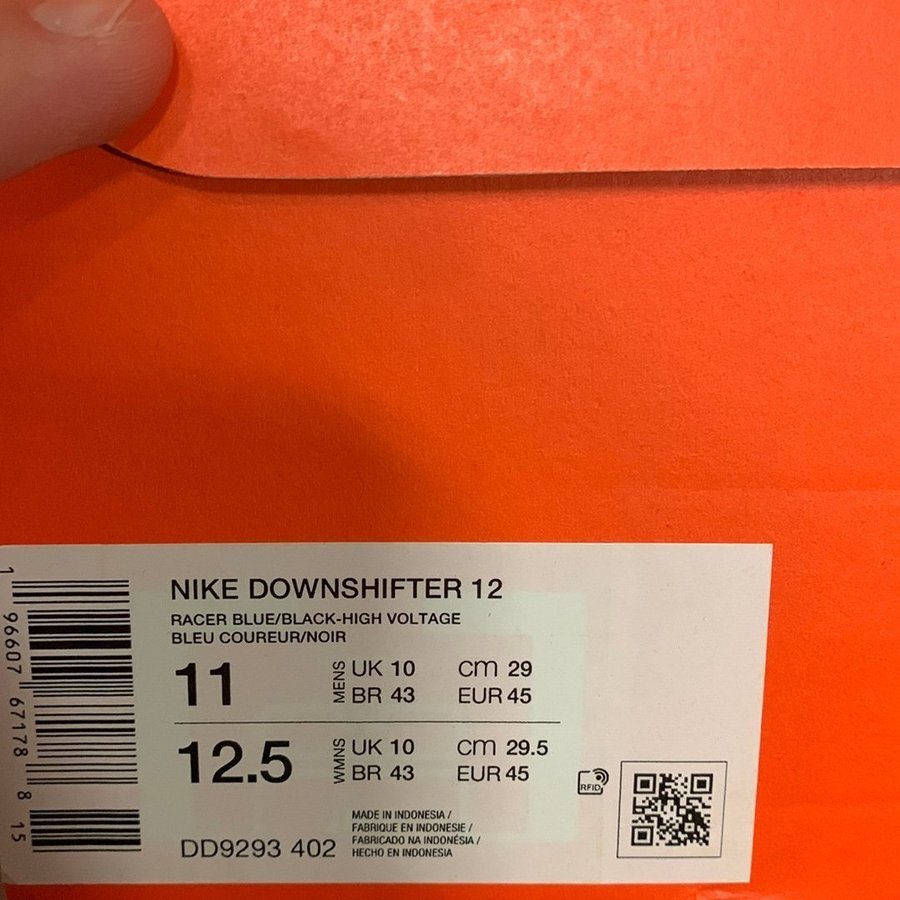 NIKE DOWNSHIFTER 12
RACER BLUE/BLACK-HIGH VOLTAGE
BLEU COUREUR/NOIR
11 MENS UK 10 cm 29
BR 43 EUR 45
12.5 WMNS UK 10 cm 29.5
BR 43 EUR 45
RFID
DD9293 402
MADE IN INDONESIA /
FABRIQUE EN INDONESIE /
FABRICADO NA INDONÉSIA /
HECHO EN INDONESIA
1 96607 67178 8 15